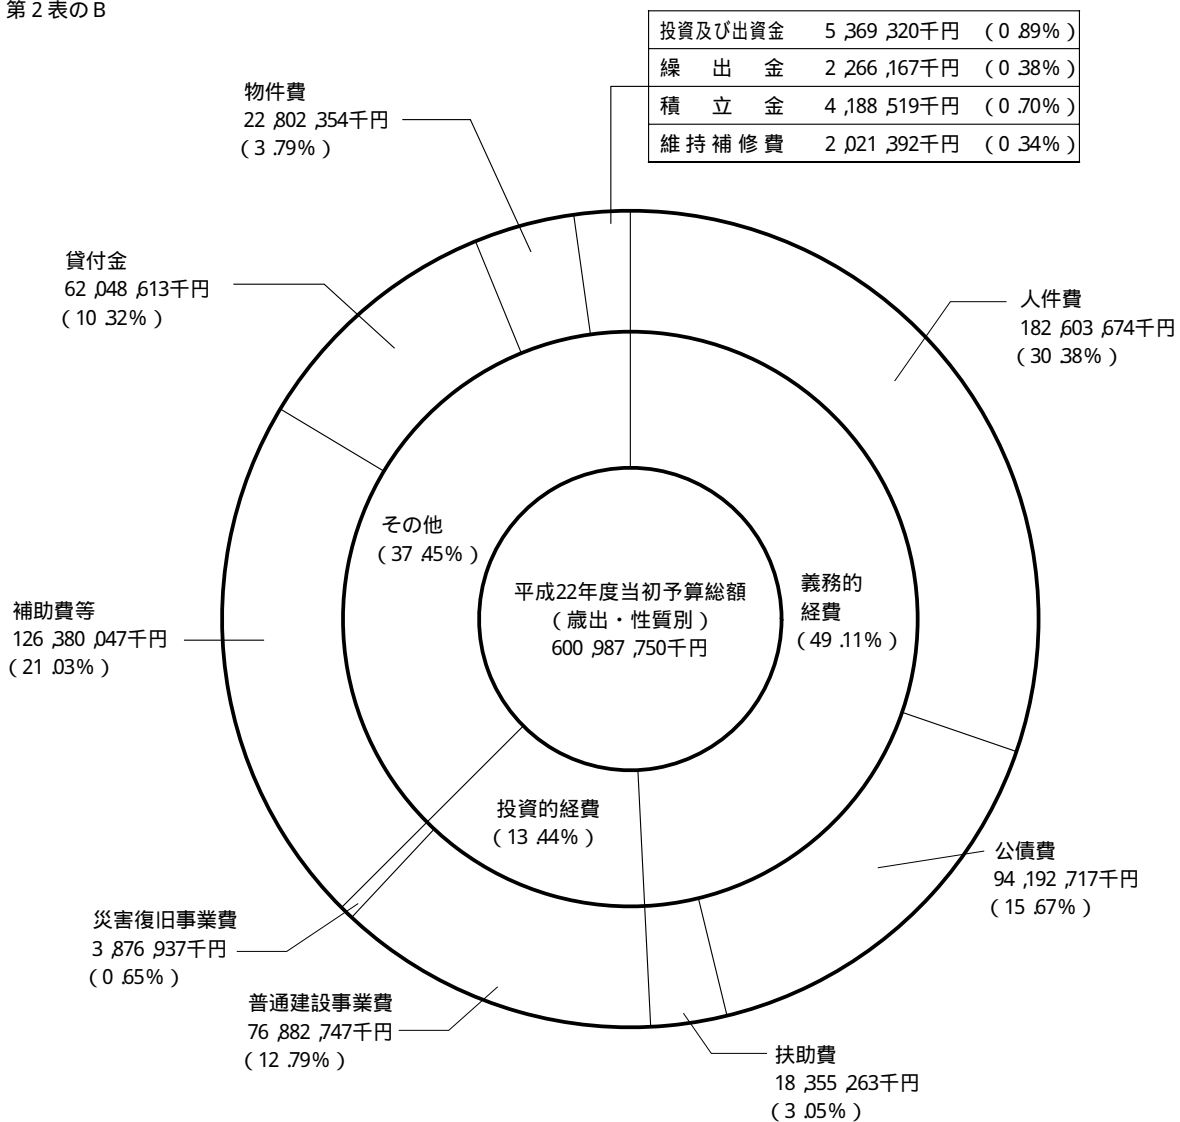 第2表のB
投資及び出資金 5,369,320千円 (0.89%)
繰出金 2,266,167千円 (0.38%)
積立金 4,188,519千円 (0.70%)
維持補修費 2,021,392千円 (0.34%)
物件費
22,802,354千円
(3.79%)
貸付金
62,048,613千円
(10.32%)
人件費
182,603,674千円
(30.38%)
その他
(37.45%)
平成22年度当初予算総額
(歳出・性質別)
600,987,750千円
義務的
経費
(49.11%)
補助費等
126,380,047千円
(21.03%)
投資的経費
(13.44%)
公債費
94,192,717千円
(15.67%)
災害復旧事業費
3,876,937千円
(0.65%)
普通建設事業費
76,882,747千円
(12.79%)
扶助費
18,355,263千円
(3.05%)